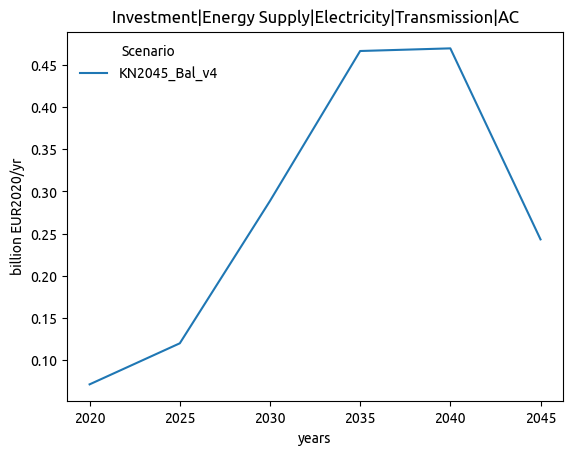 Investment|Energy Supply|Electricity|Transmission|AC
Scenario
KN2045_Bal_v4
0.45
0.40
0.35
0.30
0.25
0.20
0.15
0.10
billion EUR2020/yr
2020 2025 2030 2035 2040 2045
years